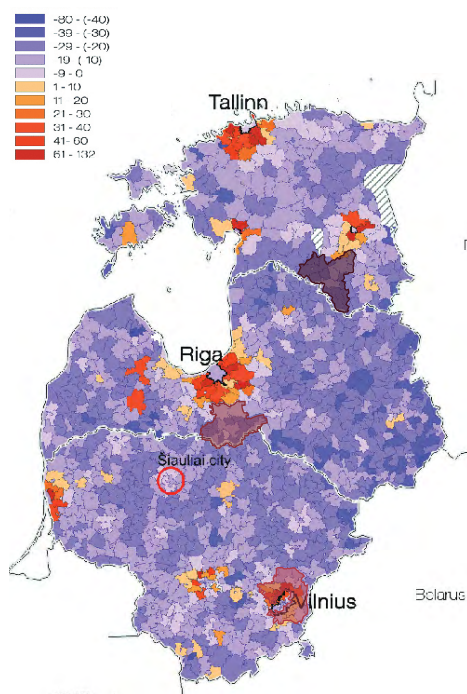 -80 - (-40)
-39 - (-30)
-29 - (-20)
19 - ( 10)
-9 - 0
1 - 10
11 20
21 - 30
31 - 40
41- 60
61- 132
Tallinn
Riga
Šiauliai city
Vilnius
Bolarus